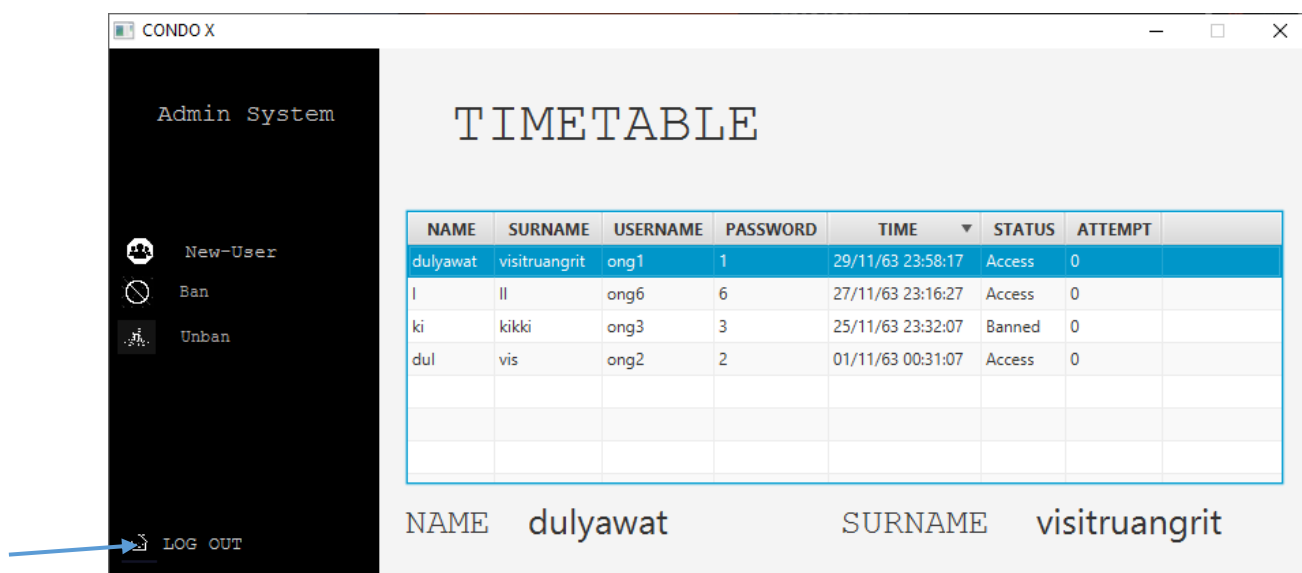 CONDO X
Admin System
TIMETABLE
New-User
Ban
Unban
LOG OUT
NAME SURNAME USERNAME PASSWORD TIME STATUS ATTEMPT
dulyawat visitruangrit ong1 1 29/11/63 23:58:17 Access 0
l ll ong6 6 27/11/63 23:16:27 Access 0
ki kikki ong3 3 25/11/63 23:32:07 Banned 0
dul vis ong2 2 01/11/63 00:31:07 Access 0
NAME dulyawat SURNAME visitruangrit